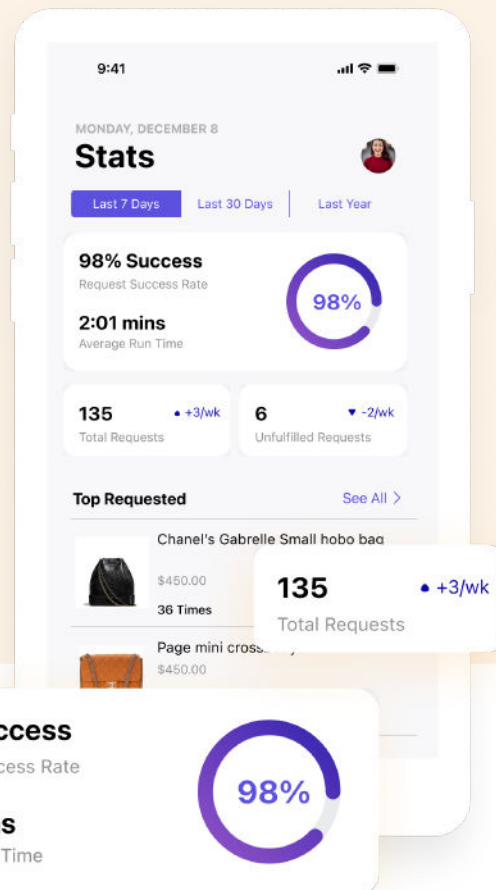 9:41
MONDAY, DECEMBER 8
Stats
Last 7 Days Last 30 Days Last Year
98% Success
Request Success Rate
98%
2:01 mins
Average Run Time
135 +3/wk
Total Requests
6 -2/wk
Unfulfilled Requests
Top Requested See All >
Chanel's Gabrelle Small hobo bag
$450.00
36 Times
135 +3/wk
Total Requests
Page mini
$450.00
ccess
cess Rate
98%
s
Time